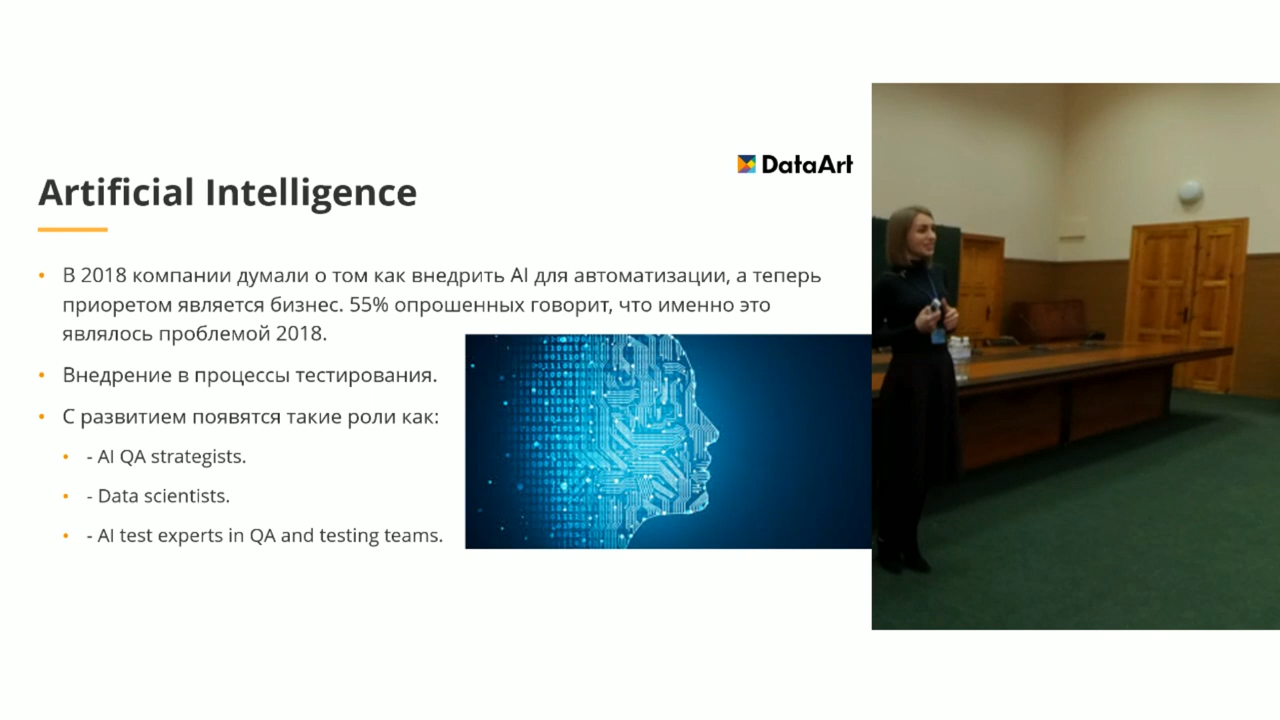 DataArt
Artificial Intelligence
• В 2018 компании думали о том как внедрить AI для автоматизации, а теперь
приоретом является бизнес. 55% опрошенных говорит, что именно это
являлось проблемой 2018.
• Внедрение в процессы тестирования.
• С развитием появятся такие роли как:
• - AI QA strategists.
• - Data scientists.
• - AI test experts in QA and testing teams.